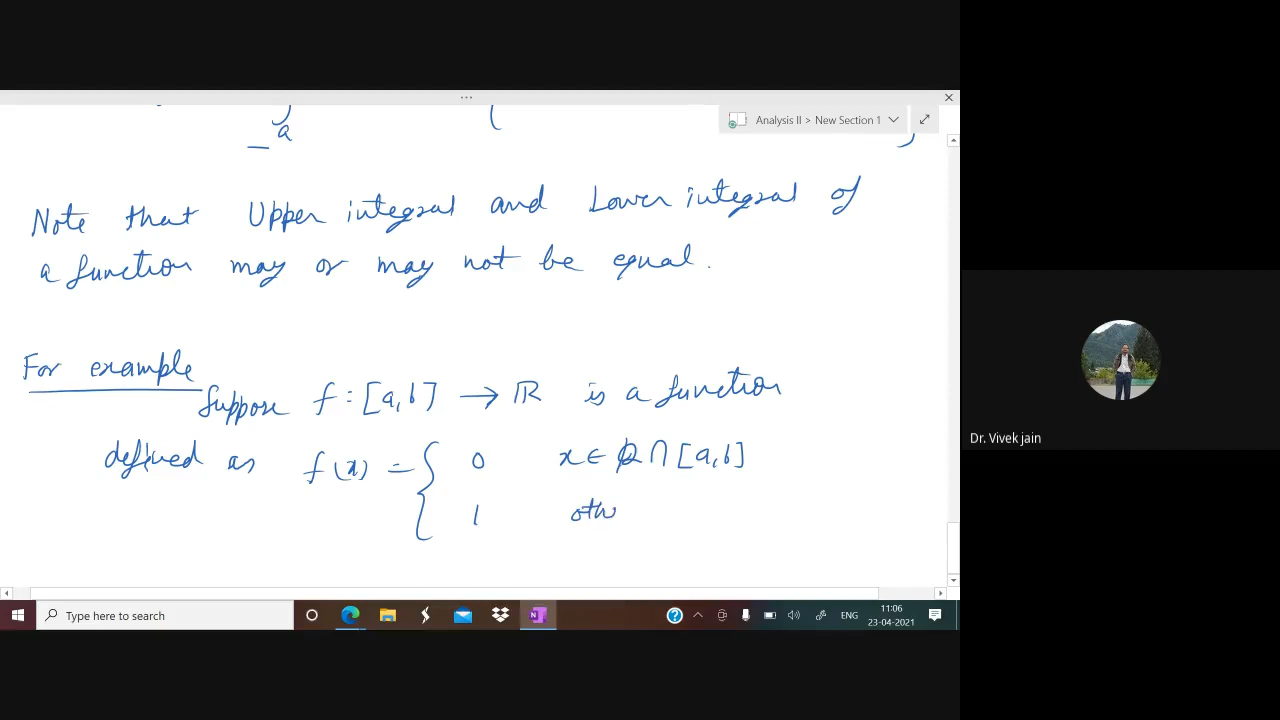 a
Analysis II > New Section 1
Note that Upper integral and Lower integral of
a function may or may not be equal.
For example
Suppose f : [a,b] → ℝ is a function
defined as f(x) = { 0 x ∈ ℚ ∩ [a,b]
1 oth
Dr. Vivek jain
Type here to search
ENG
11:06
23-04-2021